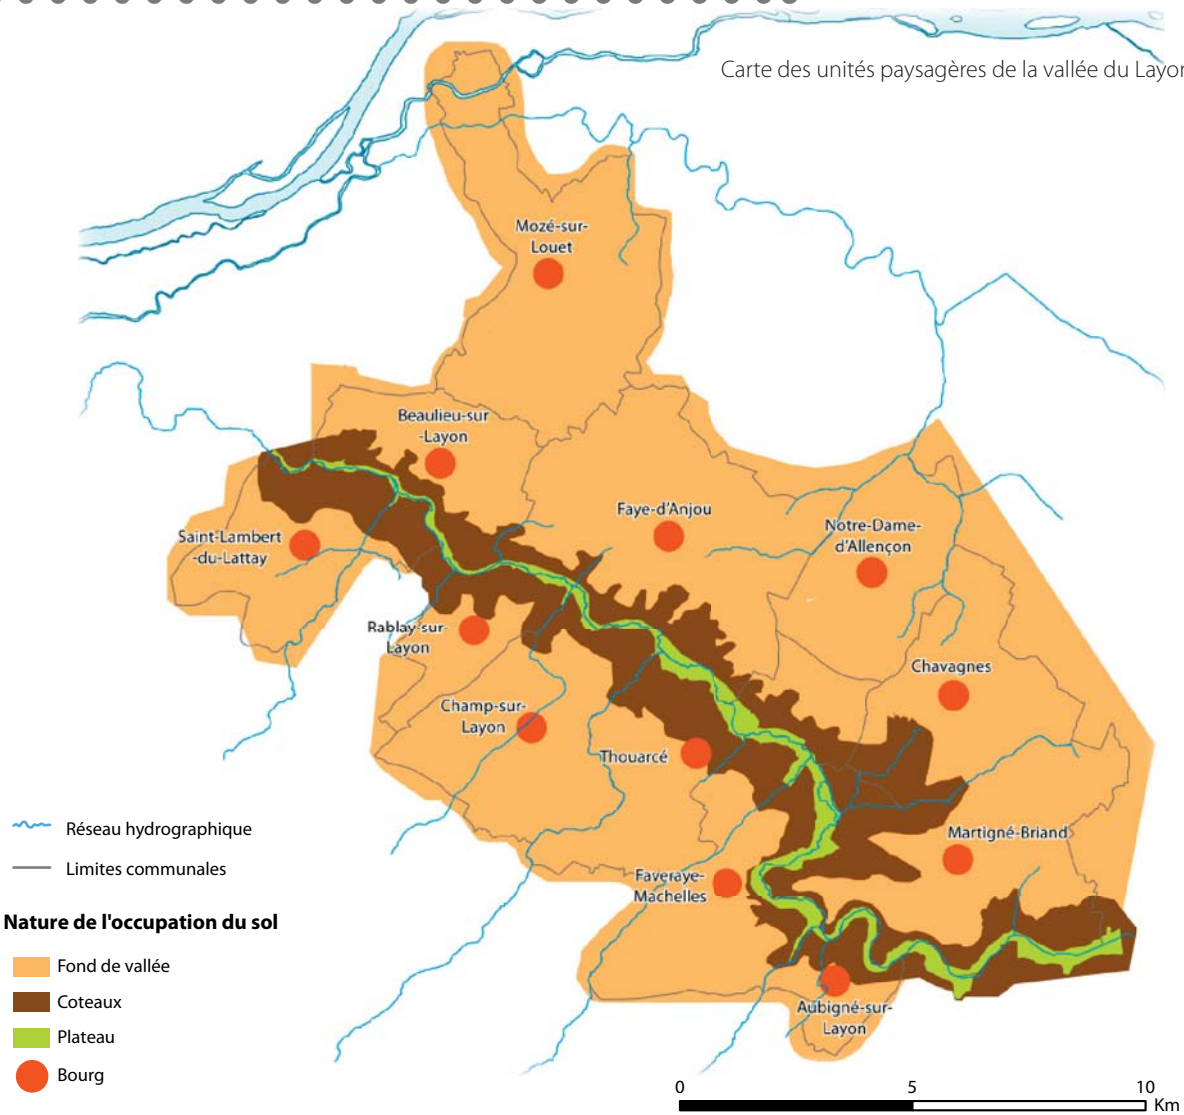 Carte des unités paysagères de la vallée du Layon
Mozé-sur-
Louet
Beaulieu-sur
-Layon
Faye-d'Anjou
Saint-Lambert
-du-Lattay
Notre-Dame-
d'Allençon
Rablay-sur-
Layon
Chavagnes
Champ-sur-
Layon
Thouarcé
Martigné-Briand
Faveraye-
Machelles
Aubigné-sur-
Layon
Réseau hydrographique
Limites communales
Nature de l'occupation du sol
Fond de vallée
Coteaux
Plateau
Bourg
0 5 10
Km